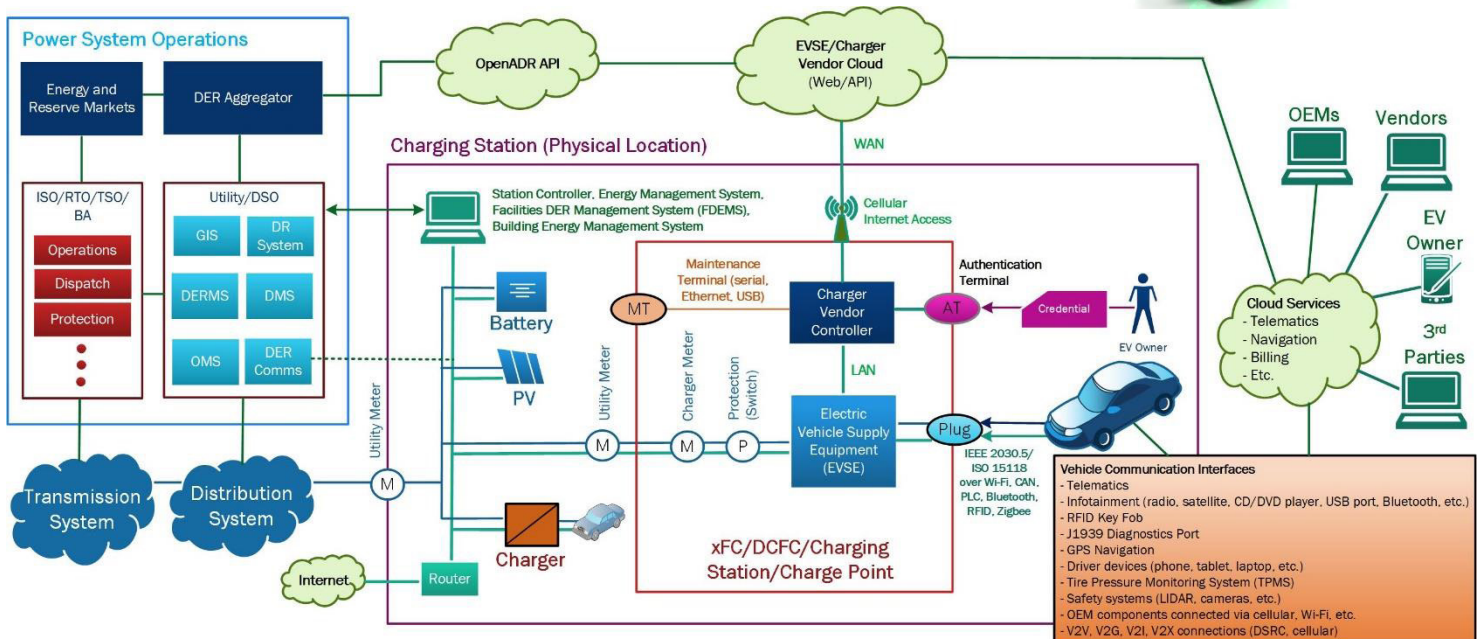 Power System Operations
Energy and
Reserve Markets
DER Aggregator
OpenADR API
EVSE/Charger
Vendor Cloud
(Web/API)
OEMs
Vendors
EV
Owner
3rd
Parties
Cloud Services
- Telematics
- Navigation
- Billing
- Etc.
ISO/RTO/TSO/
BA
Operations
Dispatch
Protection
Utility/DSO
GIS
DR
System
DERMS
DMS
OMS
DER
Comms
Transmission
System
Distribution
System
Utility Meter
M
Charging Station (Physical Location)
WAN
Station Controller, Energy Management System,
Facilities DER Management System (FDEMS),
Building Energy Management System
Cellular
Internet Access
Battery
PV
Charger
Router
Internet
Maintenance
Terminal (serial,
Ethernet, USB)
MT
Charger
Vendor
Controller
Authentication
Terminal
AT
Credential
EV Owner
LAN
Utility Meter
M
Charger Meter
M
Protection
(Switch)
P
Electric
Vehicle Supply
Equipment
(EVSE)
Plug
IEEE 2030.5/
ISO 15118
over Wi-Fi, CAN,
PLC, Bluetooth,
RFID, Zigbee
xFC/DCFC/Charging
Station/Charge Point
Vehicle Communication Interfaces
- Telematics
- Infotainment (radio, satellite, CD/DVD player, USB port, Bluetooth, etc.)
- RFID Key Fob
- J1939 Diagnostics Port
- GPS Navigation
- Driver devices (phone, tablet, laptop, etc.)
- Tire Pressure Monitoring System (TPMS)
- Safety systems (LIDAR, cameras, etc.)
- OEM components connected via cellular, Wi-Fi, etc.
- V2V, V2G, V2I, V2X connections (DSRC, cellular)